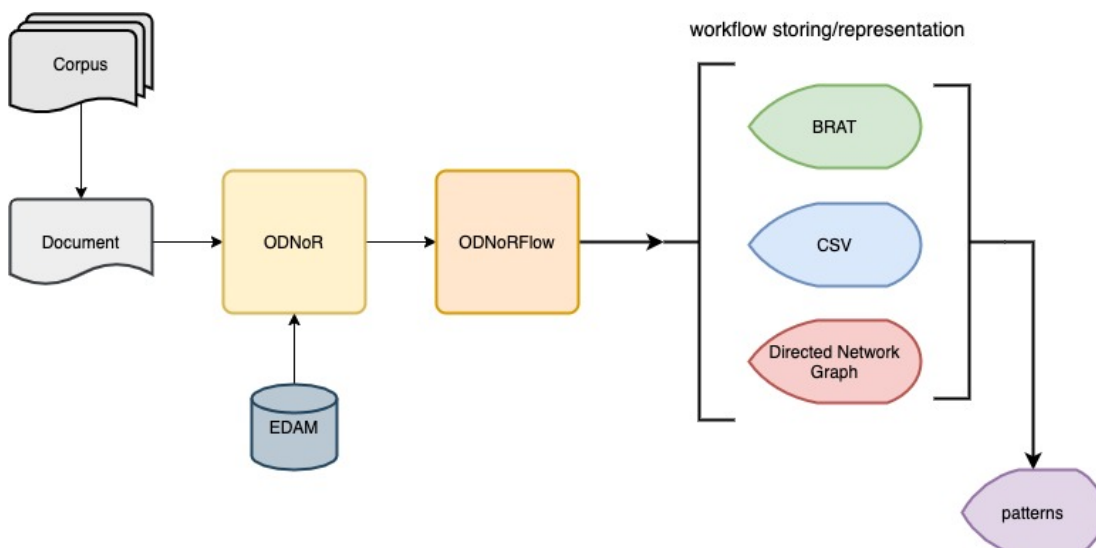 workflow storing/representation
Corpus
BRAT
Document
ODNoR
ODNoRFlow
CSV
Directed Network
Graph
EDAM
patterns